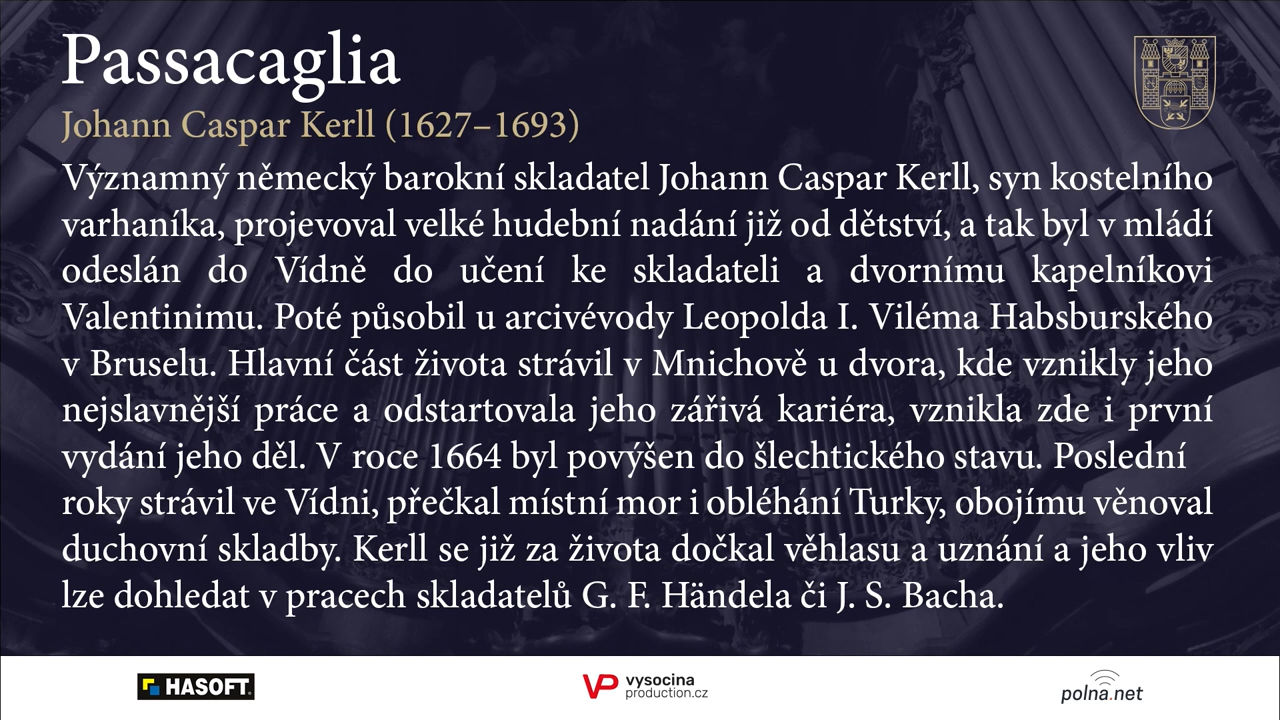 Passacaglia
Johann Caspar Kerll (1627–1693)
Významný německý barokní skladatel Johann Caspar Kerll, syn kostelního
varhaníka, projevoval velké hudební nadání již od dětství, a tak byl v mládí
odeslán do Vídně do učení ke skladateli a dvornímu kapelníkovi
Valentinimu. Poté působil u arcivévody Leopolda I. Viléma Habsburského
v Bruselu. Hlavní část života strávil v Mnichově u dvora, kde vznikly jeho
nejslavnější práce a odstartovala jeho zářivá kariéra, vznikla zde i první
vydání jeho děl. V roce 1664 byl povýšen do šlechtického stavu. Poslední
roky strávil ve Vídni, přečkal místní mor i obléhání Turky, obojímu věnoval
duchovní skladby. Kerll se již za života dočkal věhlasu a uznání a jeho vliv
lze dohledat v pracech skladatelů G. F. Händela či J. S. Bacha.
HASOFT.
VP vysocina
production.cz
polna.net